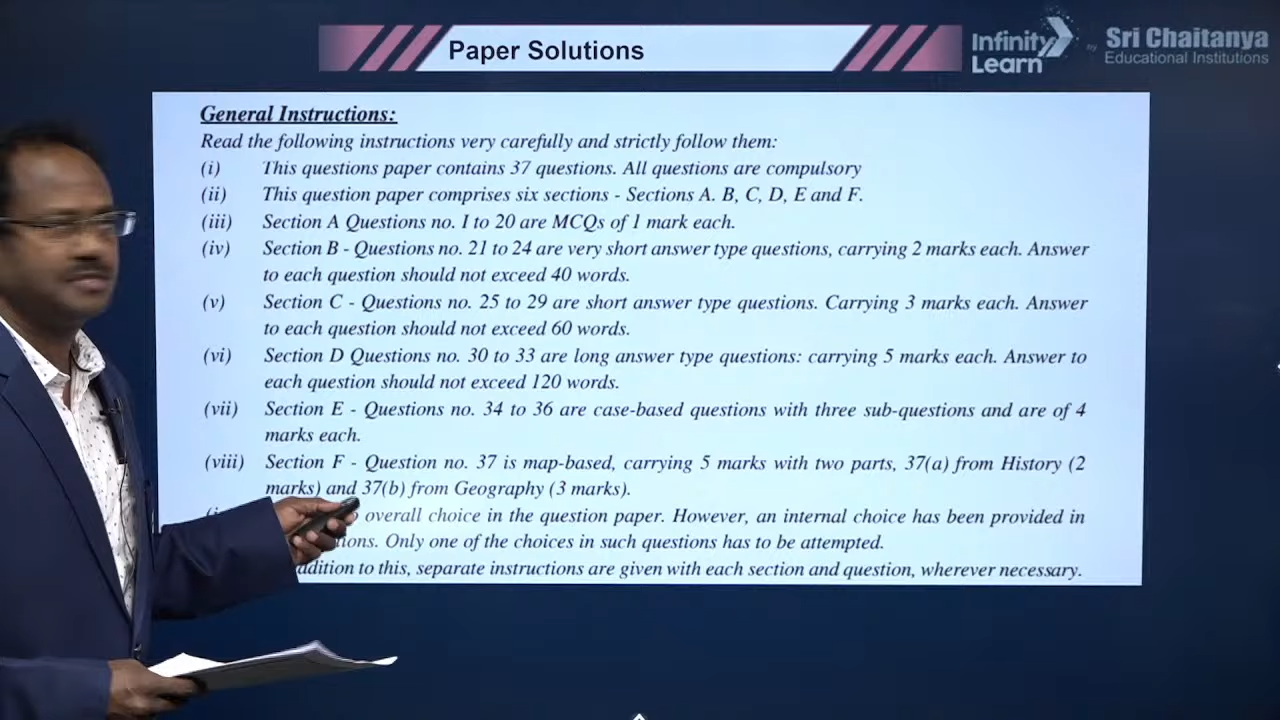 Paper Solutions
Infinity Learn by Sri Chaitanya Educational Institutions
General Instructions:
Read the following instructions very carefully and strictly follow them:
(i) This questions paper contains 37 questions. All questions are compulsory
(ii) This question paper comprises six sections - Sections A. B, C, D, E and F.
(iii) Section A Questions no. I to 20 are MCQs of 1 mark each.
(iv) Section B - Questions no. 21 to 24 are very short answer type questions, carrying 2 marks each. Answer
to each question should not exceed 40 words.
(v) Section C - Questions no. 25 to 29 are short answer type questions. Carrying 3 marks each. Answer
to each question should not exceed 60 words.
(vi) Section D Questions no. 30 to 33 are long answer type questions: carrying 5 marks each. Answer to
each question should not exceed 120 words.
(vii) Section E - Questions no. 34 to 36 are case-based questions with three sub-questions and are of 4
marks each.
(viii) Section F - Question no. 37 is map-based, carrying 5 marks with two parts, 37(a) from History (2
marks) and 37(b) from Geography (3 marks).
overall choice in the question paper. However, an internal choice has been provided in
Only one of the choices in such questions has to be attempted.
to this, separate instructions are given with each section and question, wherever necessary.